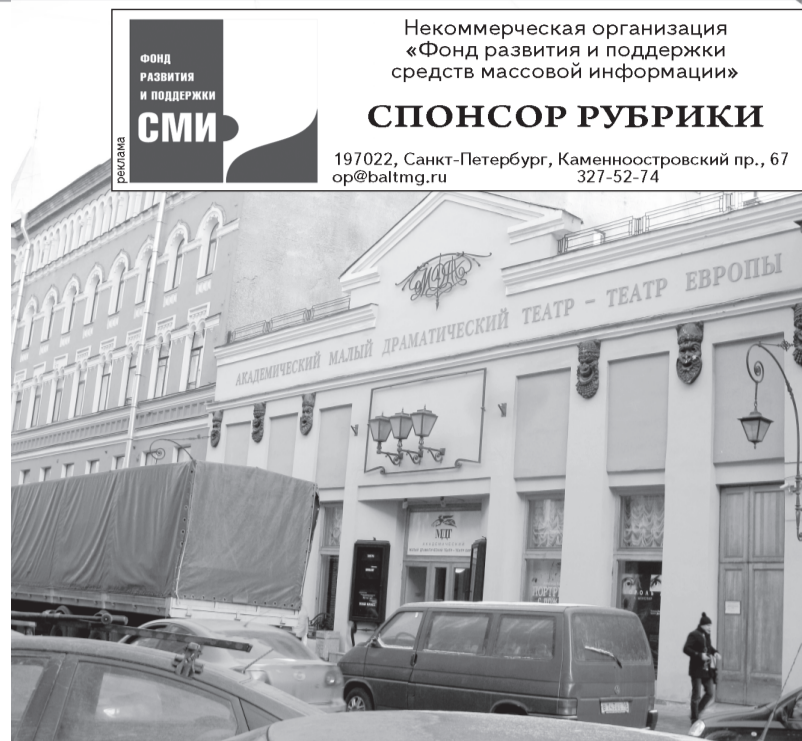 ФОНД
РАЗВИТИЯ
И ПОДДЕРЖКИ
СМИ
реклама
Некоммерческая организация
«Фонд развития и поддержки
средств массовой информации»
СПОНСОР РУБРИКИ
197022, Санкт-Петербург, Каменноостровский пр., 67
op@baltmg.ru 327-52-74
АКАДЕМИЧЕСКИЙ МАЛЫЙ ДРАМАТИЧЕСКИЙ ТЕАТР – ТЕАТР ЕВРОПЫ
МДТ